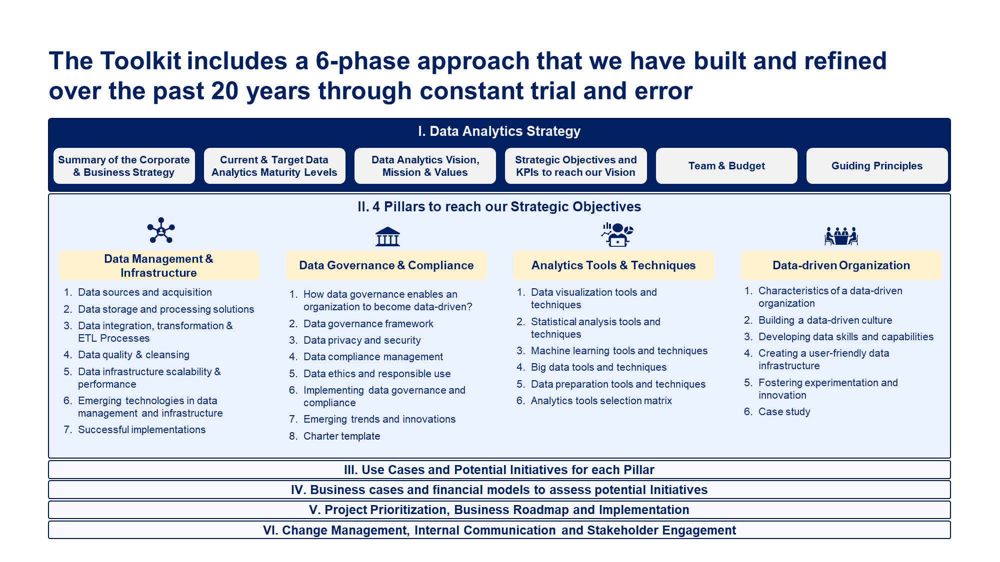 The Toolkit includes a 6-phase approach that we have built and refined
over the past 20 years through constant trial and error
I. Data Analytics Strategy
Summary of the Corporate
& Business Strategy
Current & Target Data
Analytics Maturity Levels
Data Analytics Vision,
Mission & Values
Strategic Objectives and
KPIs to reach our Vision
Team & Budget
Guiding Principles
II. 4 Pillars to reach our Strategic Objectives
Data Management &
Infrastructure
1. Data sources and acquisition
2. Data storage and processing solutions
3. Data integration, transformation &
ETL Processes
4. Data quality & cleansing
5. Data infrastructure scalability &
performance
6. Emerging technologies in data
management and infrastructure
7. Successful implementations
Data Governance & Compliance
1. How data governance enables an
organization to become data-driven?
2. Data governance framework
3. Data privacy and security
4. Data compliance management
5. Data ethics and responsible use
6. Implementing data governance and
compliance
7. Emerging trends and innovations
8. Charter template
Analytics Tools & Techniques
1. Data visualization tools and
techniques
2. Statistical analysis tools and
techniques
3. Machine learning tools and techniques
4. Big data tools and techniques
5. Data preparation tools and techniques
6. Analytics tools selection matrix
Data-driven Organization
1. Characteristics of a data-driven
organization
2. Building a data-driven culture
3. Developing data skills and capabilities
4. Creating a user-friendly data
infrastructure
5. Fostering experimentation and
innovation
6. Case study
III. Use Cases and Potential Initiatives for each Pillar
IV. Business cases and financial models to assess potential Initiatives
V. Project Prioritization, Business Roadmap and Implementation
VI. Change Management, Internal Communication and Stakeholder Engagement